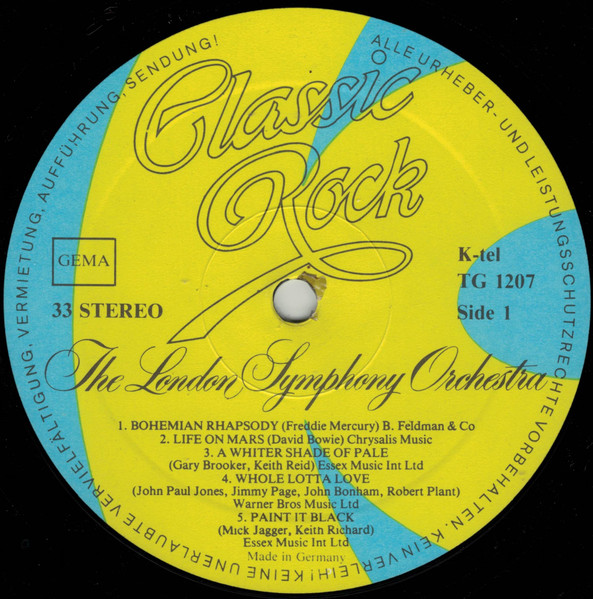 ALLE URHEBER- UND LEISTUNGSSCHUTZRECHTE VORBEHALTEN. KEIN VERLEIH! KEINE UNERLAUBTE VERVIELFÄLTIGUNG, VERMIETUNG, AUFFÜHRUNG, SENDUNG!
Classic
Rock
GEMA
33 STEREO
K-tel
TG 1207
Side 1
The London Symphony Orchestra
1. BOHEMIAN RHAPSODY (Freddie Mercury) B. Feldman & Co
2. LIFE ON MARS (David Bowie) Chrysalis Music
3. A WHITER SHADE OF PALE
(Gary Brooker, Keith Reid) Essex Music Int Ltd
4. WHOLE LOTTA LOVE
(John Paul Jones, Jimmy Page, John Bonham, Robert Plant)
Warner Bros Music Ltd
5. PAINT IT BLACK
(Mick Jagger, Keith Richard)
Essex Music Int Ltd
Made in Germany